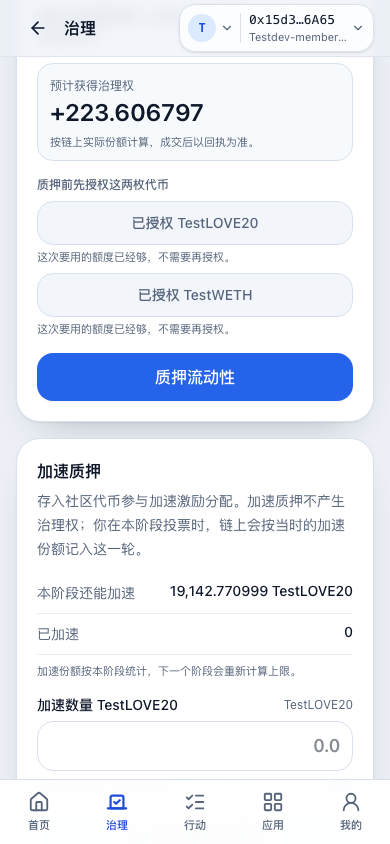 治理
T
0x15d3…6A65
Testdev-member…
预计获得治理权
+223.606797
按链上实际份额计算，成交后以回执为准。
质押前先授权这两枚代币
已授权 TestLOVE20
这次要用的额度已经够，不需要再授权。
已授权 TestWETH
这次要用的额度已经够，不需要再授权。
质押流动性
加速质押
存入社区代币参与加速激励分配。加速质押不产生
治理权；你在本阶段投票时，链上会按当时的加速
份额记入这一轮。
本阶段还能加速 19,142.770999 TestLOVE20
已加速 0
加速份额按本阶段统计，下一个阶段会重新计算上限。
加速数量 TestLOVE20 TestLOVE20
0.0
首页 治理 行动 应用 我的